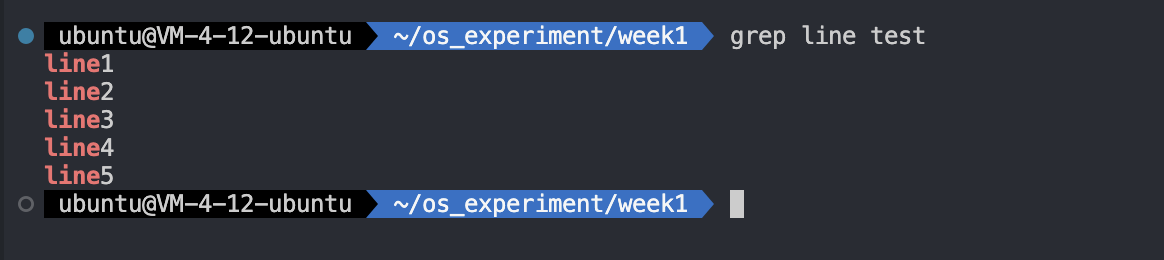 ubuntu@VM-4-12-ubuntu ~/os_experiment/week1 grep line test
line1
line2
line3
line4
line5
ubuntu@VM-4-12-ubuntu ~/os_experiment/week1